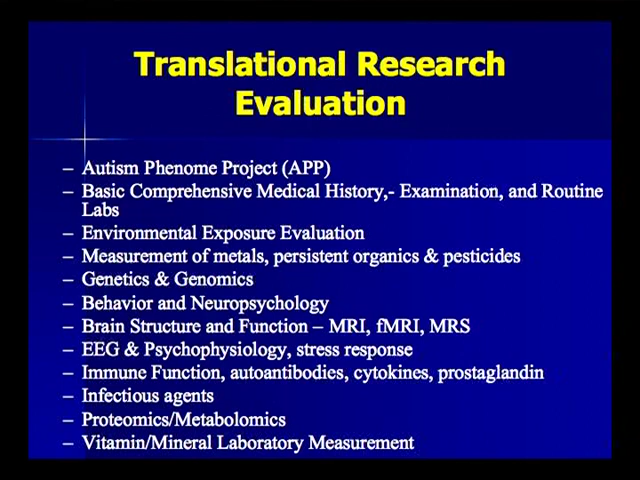 Translational Research
Evaluation
– Autism Phenome Project (APP)
– Basic Comprehensive Medical History,- Examination, and Routine
Labs
– Environmental Exposure Evaluation
– Measurement of metals, persistent organics & pesticides
– Genetics & Genomics
– Behavior and Neuropsychology
– Brain Structure and Function – MRI, fMRI, MRS
– EEG & Psychophysiology, stress response
– Immune Function, autoantibodies, cytokines, prostaglandin
– Infectious agents
– Proteomics/Metabolomics
– Vitamin/Mineral Laboratory Measurement